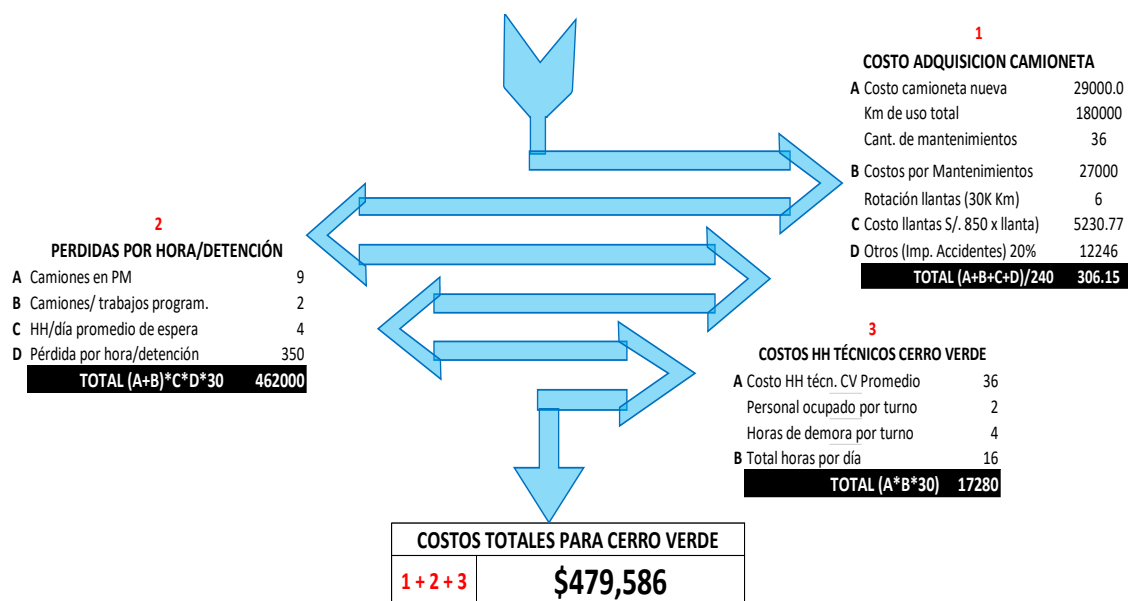 1
COSTO ADQUISICION CAMIONETA
A Costo camioneta nueva 29000.0
Km de uso total 180000
Cant. de mantenimientos 36
B Costos por Mantenimientos 27000
Rotación llantas (30K Km) 6
C Costo llantas S/. 850 x llanta) 5230.77
D Otros (Imp. Accidentes) 20% 12246
TOTAL (A+B+C+D)/240 306.15
2
PERDIDAS POR HORA/DETENCIÓN
A Camiones en PM 9
B Camiones/ trabajos program. 2
C HH/día promedio de espera 4
D Pérdida por hora/detención 350
TOTAL (A+B)*C*D*30 462000
3
COSTOS HH TÉCNICOS CERRO VERDE
A Costo HH técn. CV Promedio 36
Personal ocupado por turno 2
Horas de demora por turno 4
B Total horas por día 16
TOTAL (A*B*30) 17280
COSTOS TOTALES PARA CERRO VERDE
1 + 2 + 3 $479,586